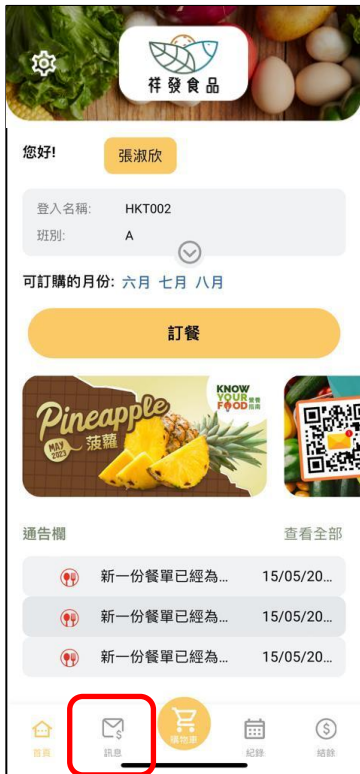 祥發食品
您好!
張淑欣
登入名稱: HKT002
班別: A
可訂購的月份: 六月 七月 八月
訂餐
KNOW
YOUR
FOOD 營養指南
Pineapple
MAY
2023
菠蘿
通告欄 查看全部
新一份餐單已經為... 15/05/20...
新一份餐單已經為... 15/05/20...
新一份餐單已經為... 15/05/20...
首頁 訊息 購物車 紀錄 結餘